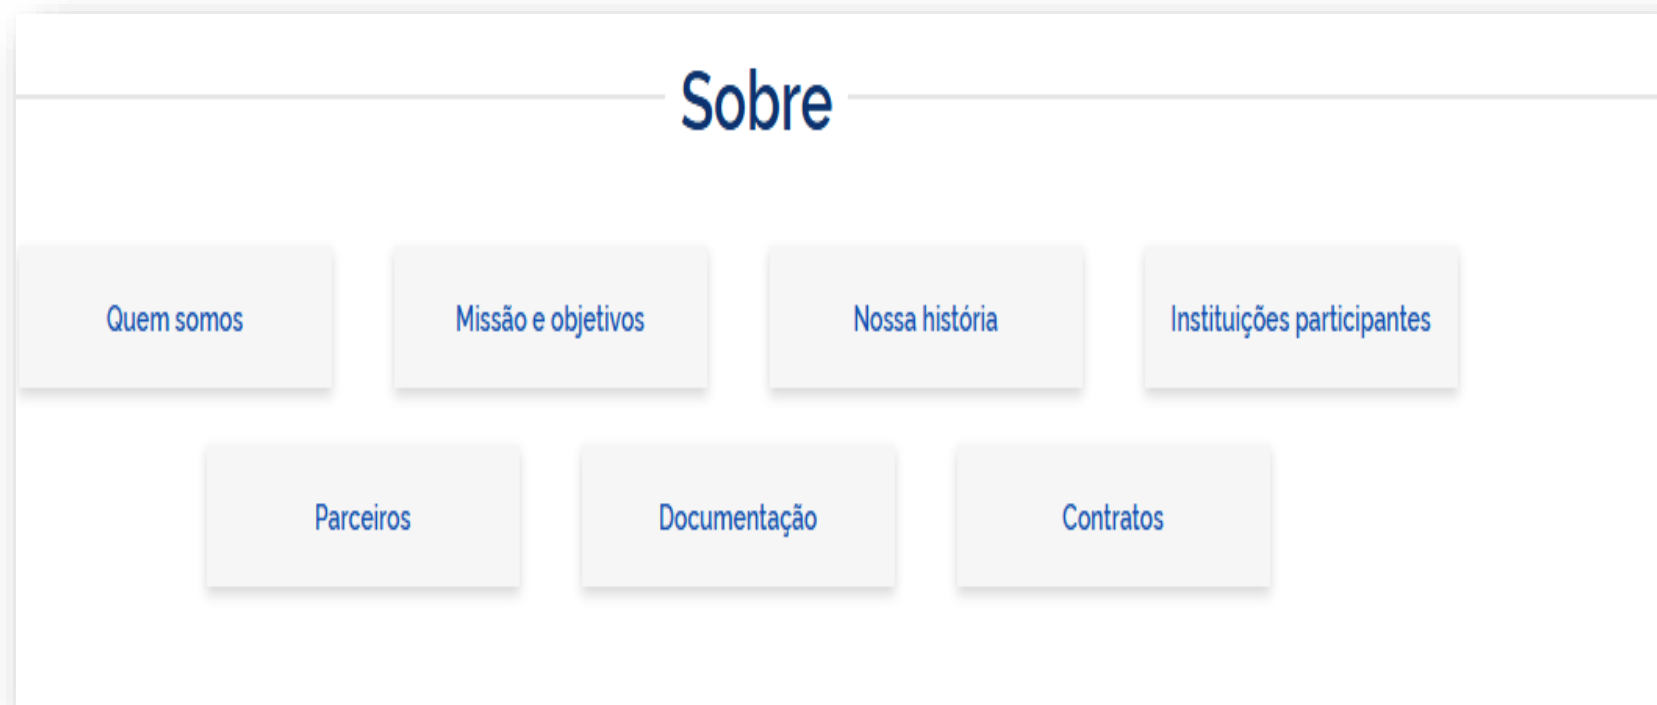 Sobre
Quem somos
Missão e objetivos
Nossa história
Instituições participantes
Parceiros
Documentação
Contratos